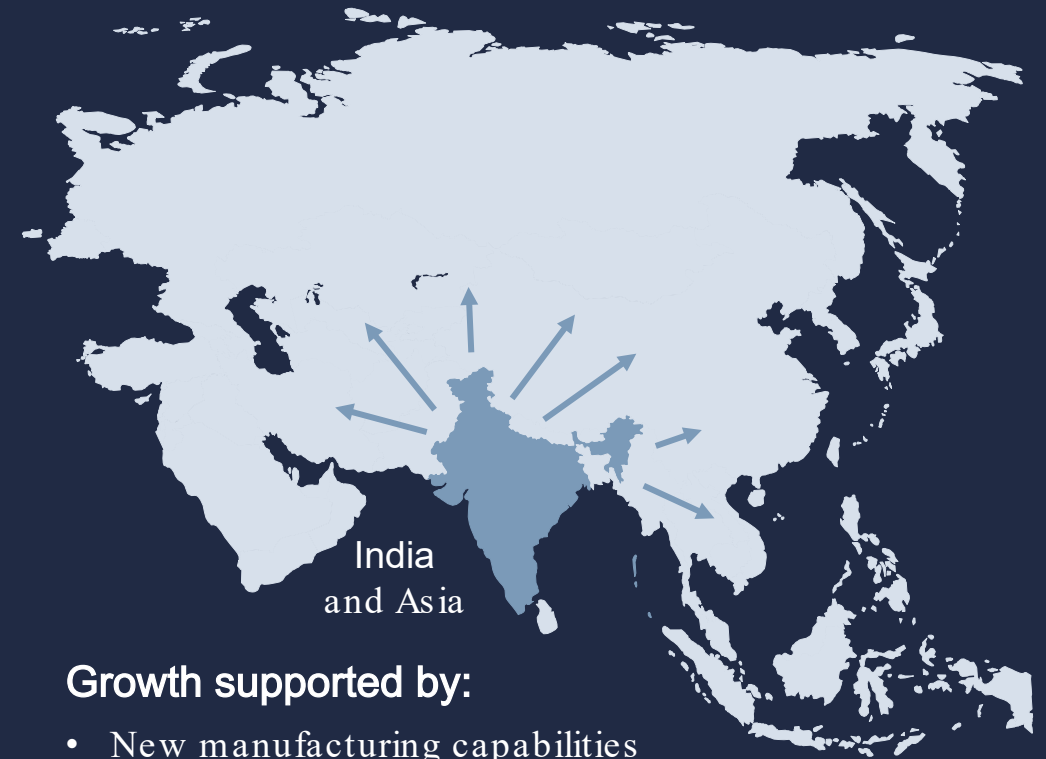 India
and Asia
Growth supported by:
• New manufacturing capabilities